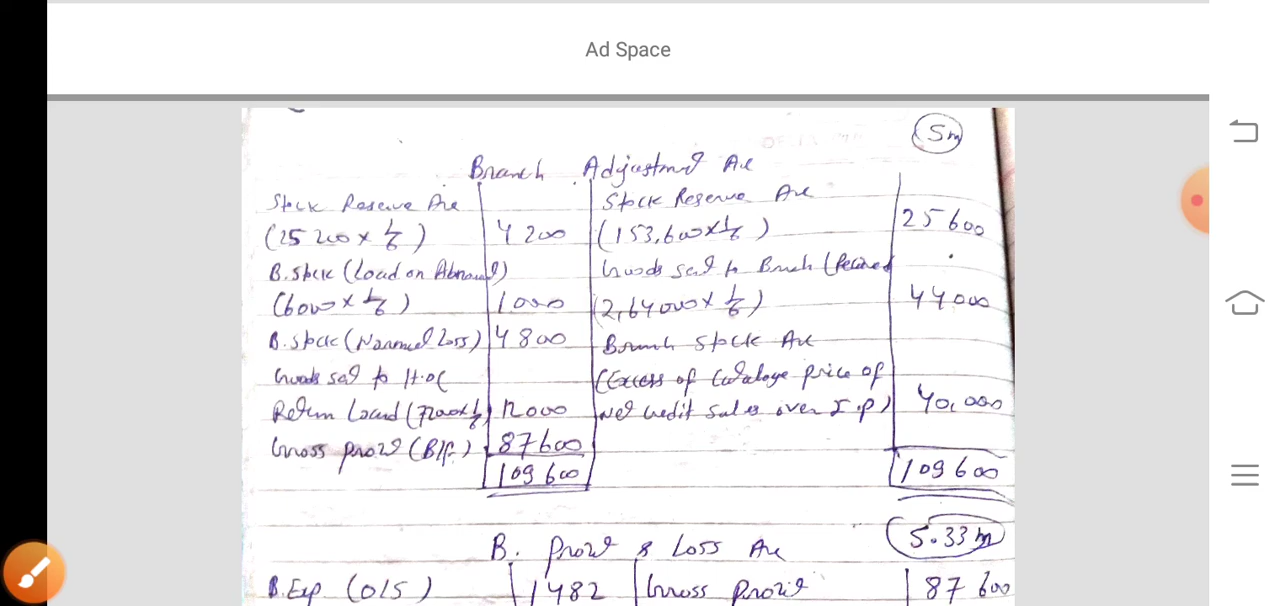 Ad Space
5m
Branch Adjustment A/c
Stock Reserve A/c
(25200 x 1/6) 4200
B. Stock (Load on Abnormal)
(6000 x 1/6) 1000
B. Stock (Normal Loss) 4800
Goods sent to H.O (
Return Load (72000 x 1/6) 12000
Gross profit (B/f.) 87600
109600
Stock Reserve A/c
(153,600 x 1/6) 25600
Goods sent to Branch (
(2,64000 x 1/6) 44000
Branch Stock A/c
(Excess of Cataloge price of
Net Credit Sales over I.P) 40,000
109600
5.33 m
B. Profit & Loss A/c
B. Exp (O/S) 1482
Gross Profit 87600